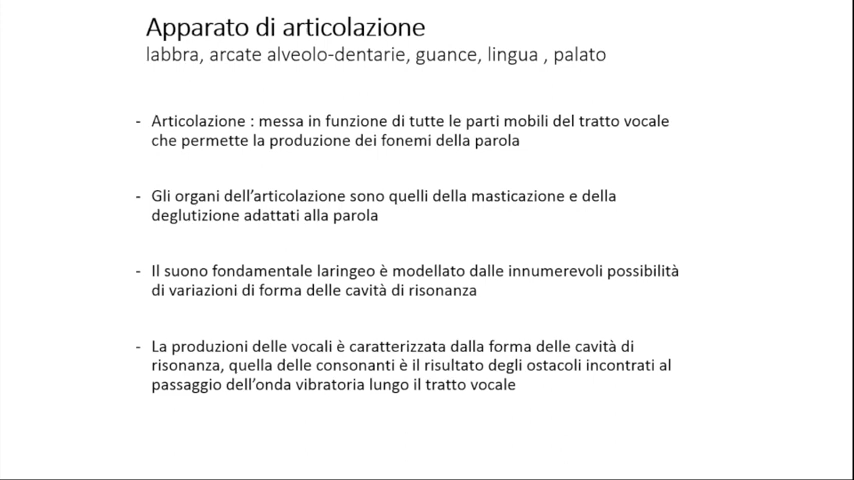 Apparato di articolazione
labbra, arcate alveolo-dentarie, guance, lingua , palato
- Articolazione : messa in funzione di tutte le parti mobili del tratto vocale
che permette la produzione dei fonemi della parola
- Gli organi dell’articolazione sono quelli della masticazione e della
deglutizione adattati alla parola
- Il suono fondamentale laringeo è modellato dalle innumerevoli possibilità
di variazioni di forma delle cavità di risonanza
- La produzioni delle vocali è caratterizzata dalla forma delle cavità di
risonanza, quella delle consonanti è il risultato degli ostacoli incontrati al
passaggio dell’onda vibratoria lungo il tratto vocale